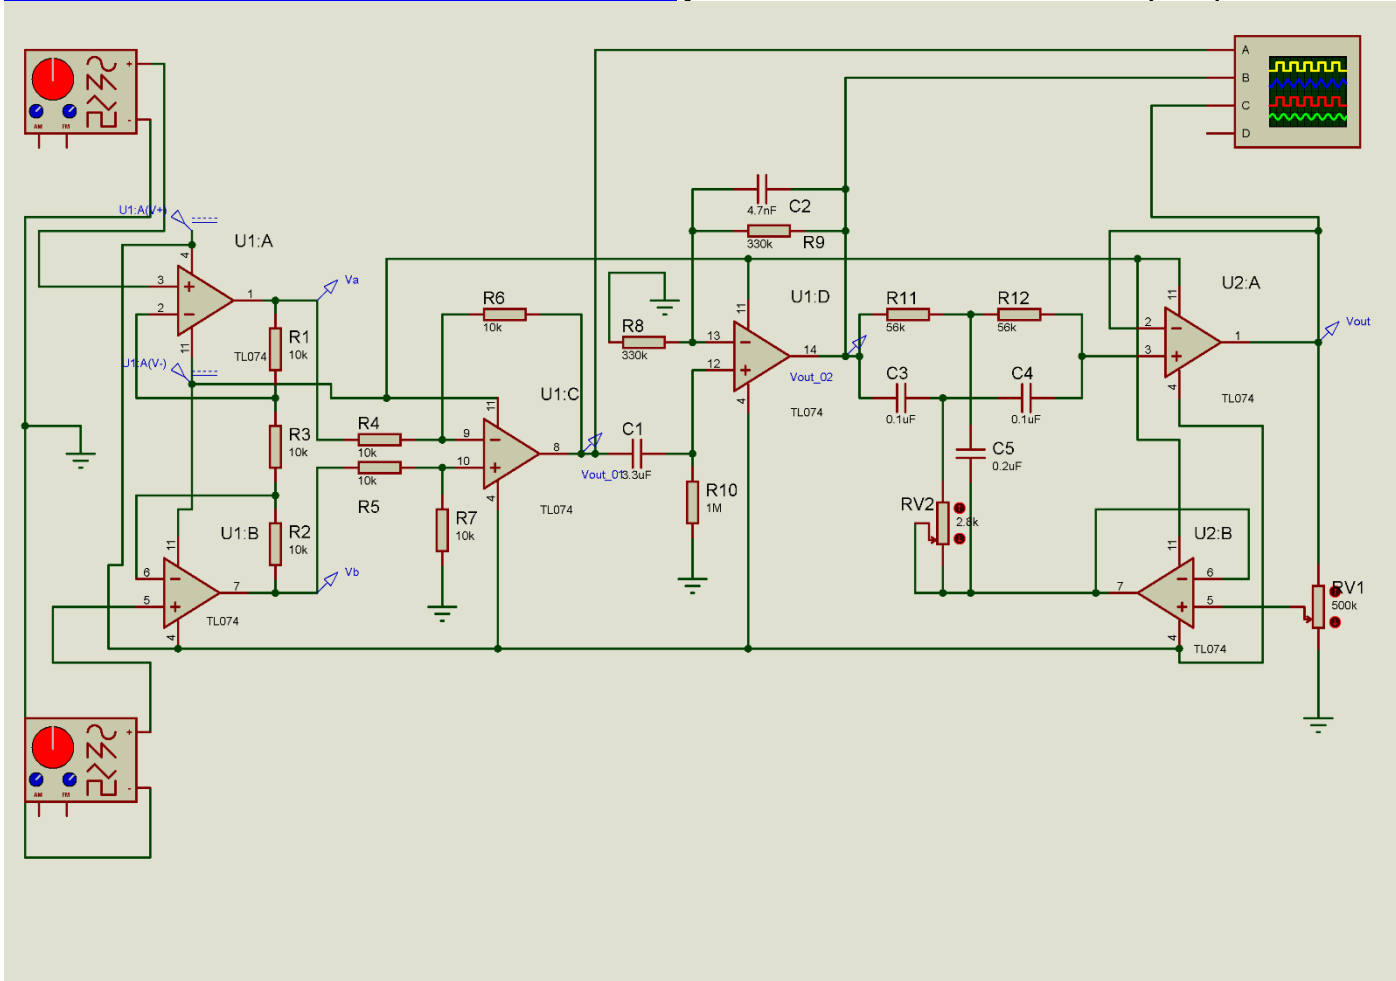 A
B
C
D
+
-
AM
FM
U1:A(V+)
U1:A
4
3
2
1
11
TL074
Va
R1
10k
U1:A(V-)
R3
10k
R2
10k
U1:B
11
6
5
7
4
TL074
Vb
R4
10k
10k
R5
R6
10k
R7
10k
U1:C
11
9
10
8
4
TL074
Vout_01
C1
3.3uF
R10
1M
R8
330k
4.7nF
C2
330k
R9
U1:D
11
13
12
14
4
TL074
Vout_02
R11
56k
R12
56k
C3
0.1uF
C4
0.1uF
C5
0.2uF
RV2
2.8k
U2:A
11
2
3
1
4
TL074
Vout
U2:B
11
6
5
7
4
TL074
RV1
500k
+
-
AM
FM